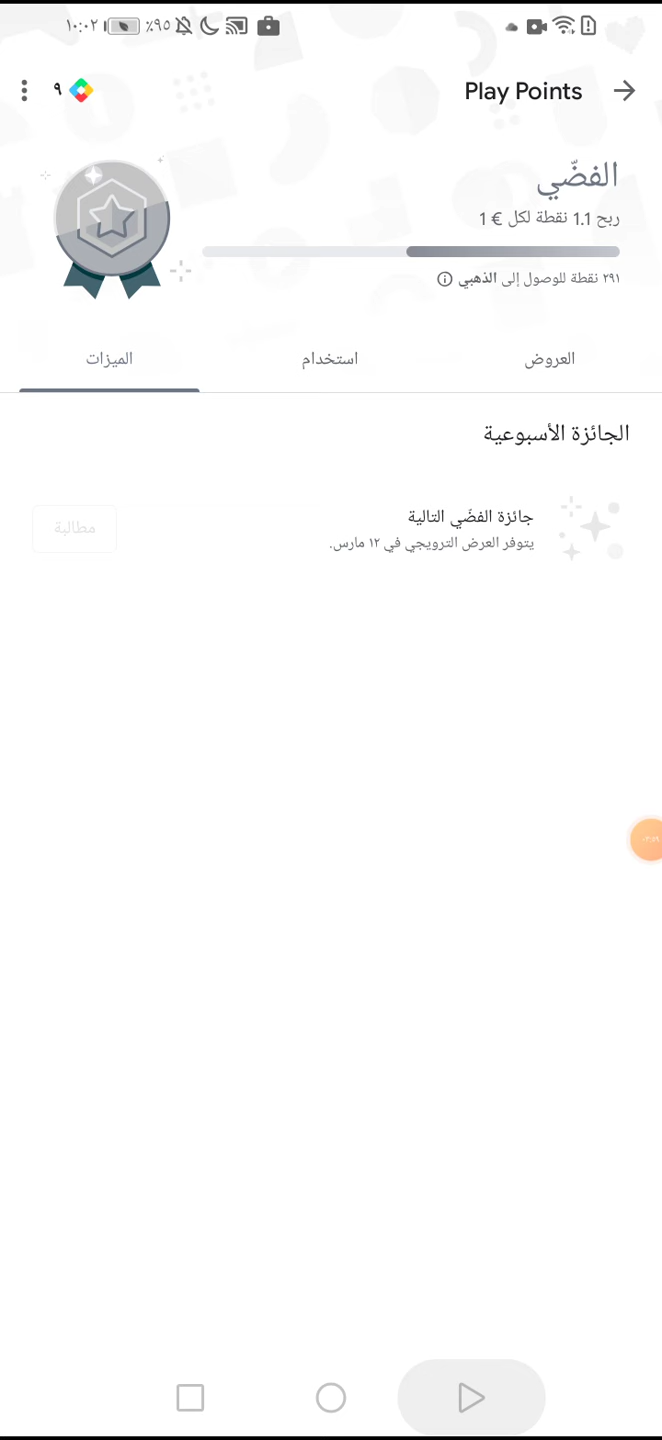 ١٠:٠٢ ٪٩٥
Play Points
٩
الفضّي
ربح 1.1 نقطة لكل € 1
٢٩١ نقطة للوصول إلى الذهبي
العروض
استخدام
الميزات
الجائزة الأسبوعية
جائزة الفضّي التالية
يتوفر العرض الترويجي في ١٢ مارس.
مطالبة